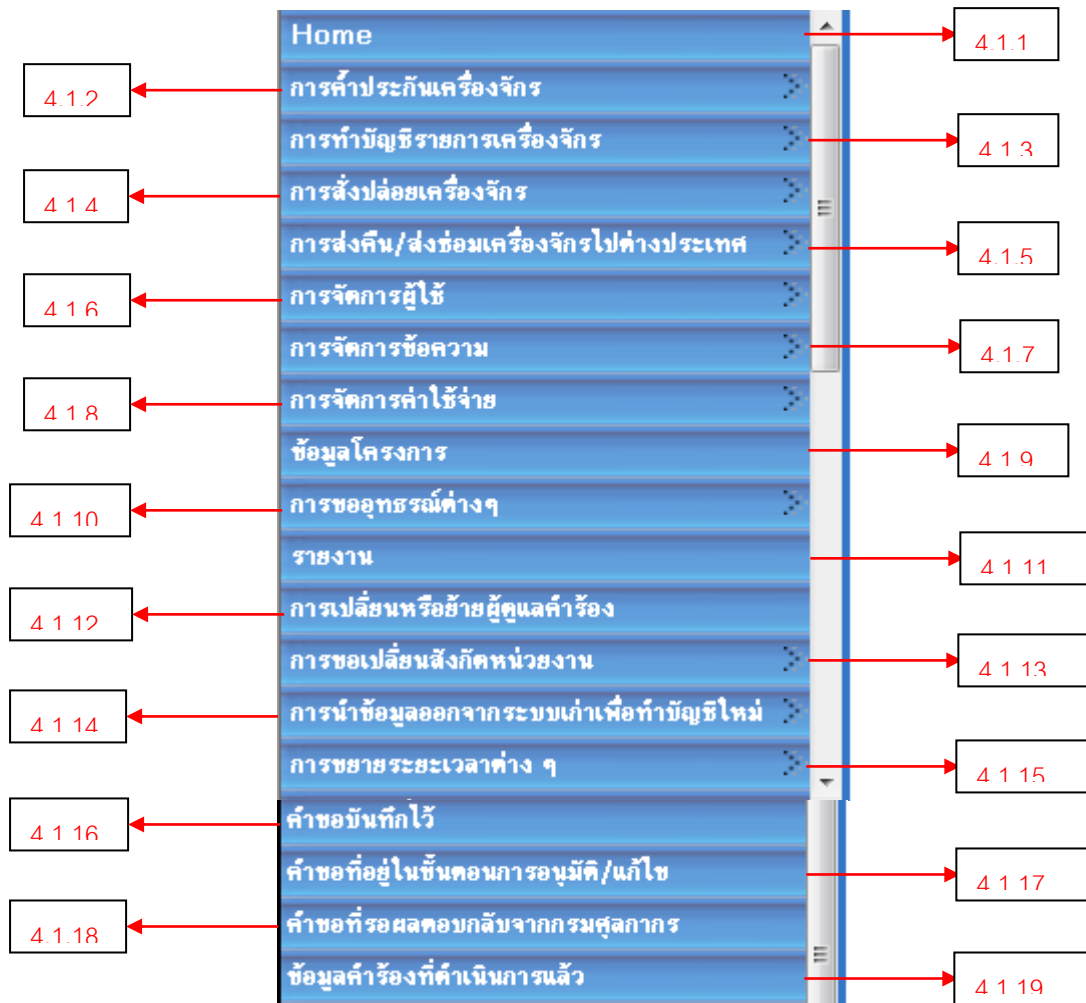 Home
4.1.1
4.1.2
การค้ำประกันเครื่องจักร
การทำบัญชีรายการเครื่องจักร
4.1.3
4.1.4
การสั่งปล่อยเครื่องจักร
การส่งคืน/ส่งซ่อมเครื่องจักรไปต่างประเทศ
4.1.5
4.1.6
การจัดการผู้ใช้
การจัดการข้อความ
4.1.7
4.1.8
การจัดการค่าใช้จ่าย
ข้อมูลโครงการ
4.1.9
4.1.10
การขออุทธรณ์ต่างๆ
รายงาน
4.1.11
4.1.12
การเปลี่ยนหรือย้ายผู้ดูแลคำร้อง
การขอเปลี่ยนสังกัดหน่วยงาน
4.1.13
4.1.14
การนำข้อมูลออกจากระบบเก่าเพื่อทำบัญชีใหม่
การขยายระยะเวลาต่าง ๆ
4.1.15
4.1.16
คำขอบันทึกไว้
คำขอที่อยู่ในขั้นตอนการอนุมัติ/แก้ไข
4.1.17
4.1.18
คำขอที่รอผลตอบกลับจากกรมศุลกากร
ข้อมูลคำร้องที่ดำเนินการแล้ว
4.1.19